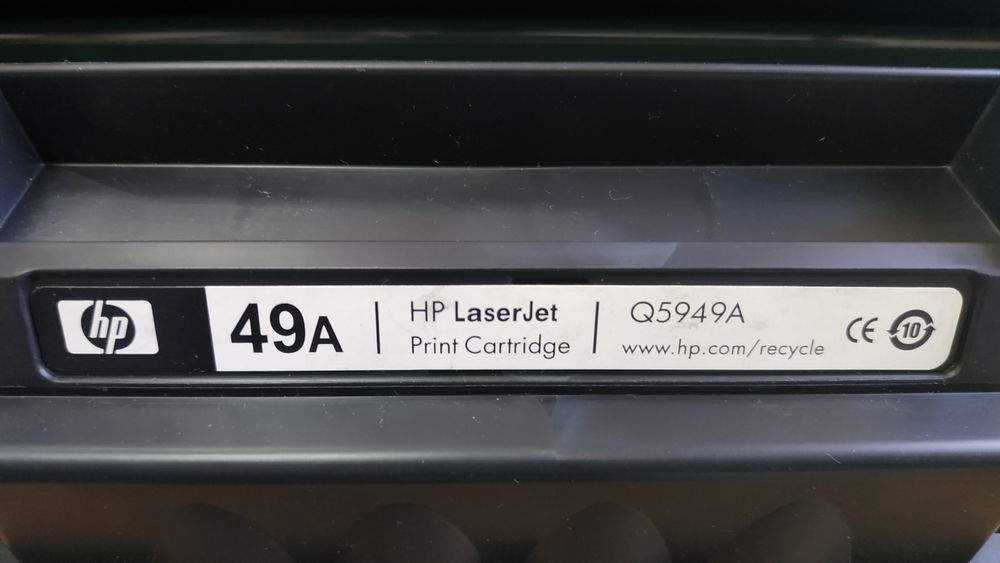 hp
49A
HP LaserJet
Print Cartridge
Q5949A
www.hp.com/recycle
CE
10